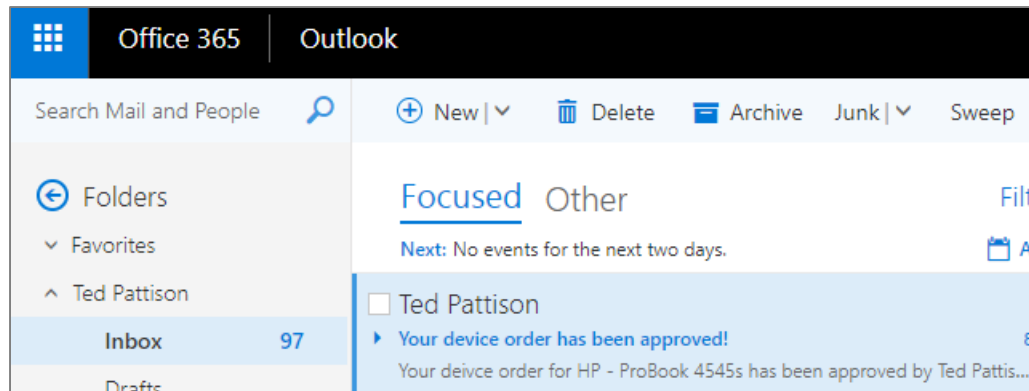 Office 365 Outlook
Search Mail and People New Delete Archive Junk Sweep
Folders
Focused Other
Favorites
Next: No events for the next two days.
Ted Pattison
Ted Pattison
Inbox 97
Your device order has been approved!
Your deivce order for HP - ProBook 4545s has been approved by Ted Pattis...
Drafts